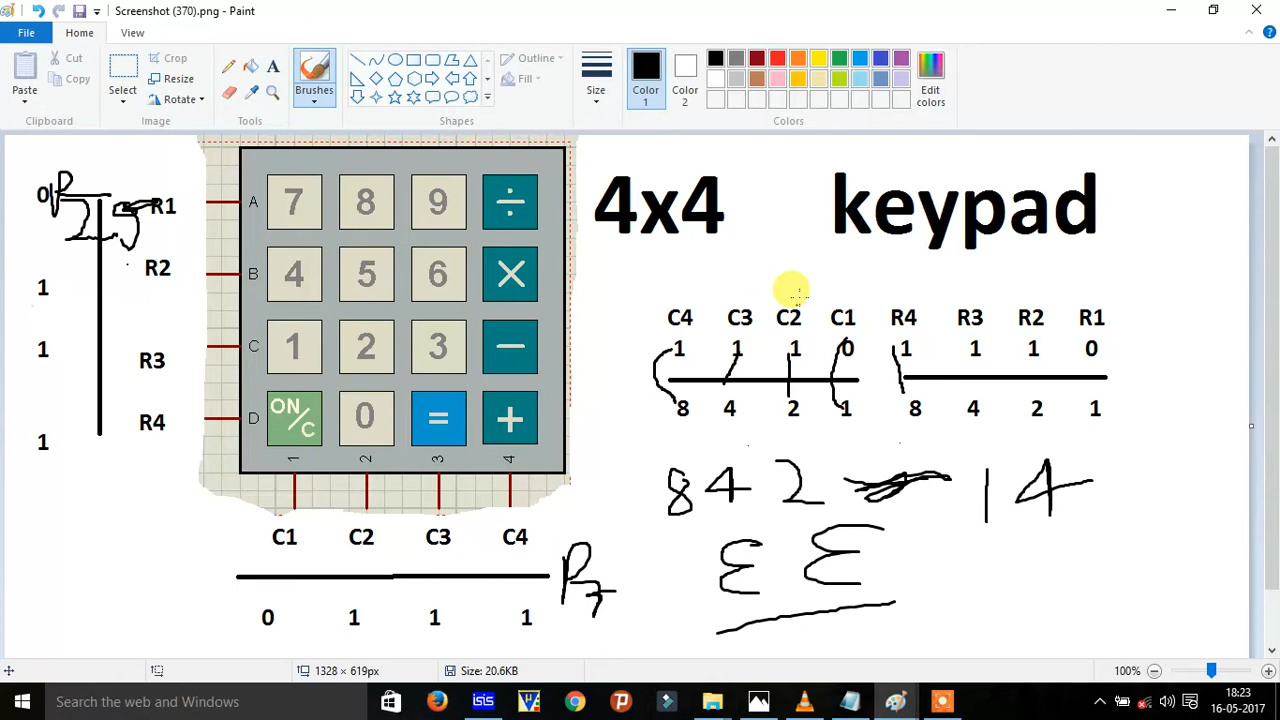 Screenshot (370).png - Paint
File Home View
Paste Cut Copy Select Crop Resize Rotate Brushes Outline Fill Size Color 1 Color 2 Edit colors
Clipboard Image Tools Shapes Colors
4x4 keypad
0 R1
1 R2
1 R3
1 R4
A 7 8 9 ÷
B 4 5 6 ×
C 1 2 3 −
D ON/C 0 = +
1 2 3 4
C1 C2 C3 C4
0 1 1 1
C4 C3 C2 C1 R4 R3 R2 R1
1 1 1 0 1 1 1 0
8 4 2 1 8 4 2 1
8 4 2 14
E E
1328 × 619px Size: 20.6KB 100%
Search the web and Windows
isis
18:23
16-05-2017